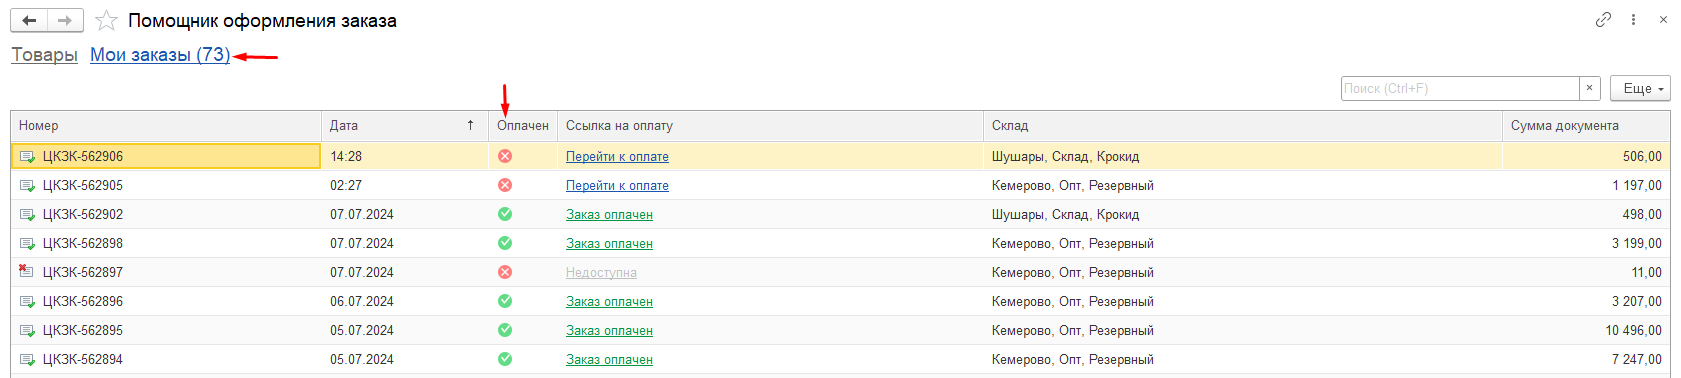 Помощник оформления заказа
Товары Мои заказы (73)
Поиск (Ctrl+F) × Еще
Номер Дата ↑ Оплачен Ссылка на оплату Склад Сумма документа
ЦКЗК-562906 14:28 Перейти к оплате Шушары, Склад, Крокид 506,00
ЦКЗК-562905 02:27 Перейти к оплате Кемерово, Опт, Резервный 1 197,00
ЦКЗК-562902 07.07.2024 Заказ оплачен Шушары, Склад, Крокид 498,00
ЦКЗК-562898 07.07.2024 Заказ оплачен Кемерово, Опт, Резервный 3 199,00
ЦКЗК-562897 07.07.2024 Недоступна Кемерово, Опт, Резервный 11,00
ЦКЗК-562896 06.07.2024 Заказ оплачен Кемерово, Опт, Резервный 3 207,00
ЦКЗК-562895 05.07.2024 Заказ оплачен Кемерово, Опт, Резервный 10 496,00
ЦКЗК-562894 05.07.2024 Заказ оплачен Кемерово, Опт, Резервный 7 247,00